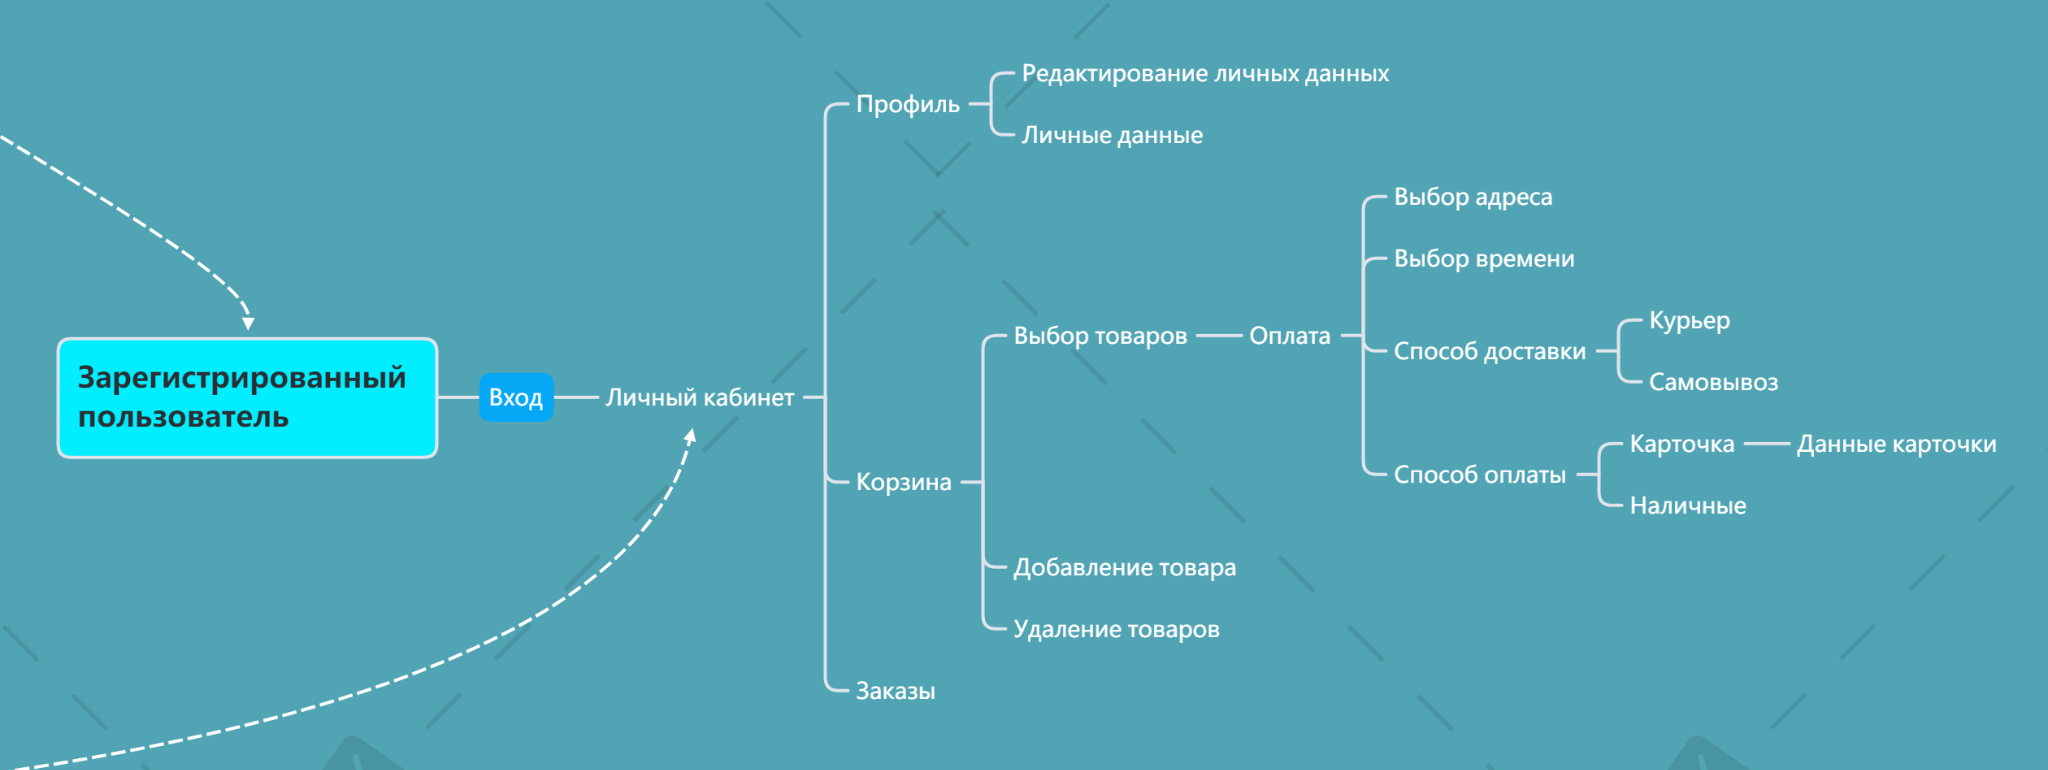 Зарегистрированный
пользователь
Вход
Личный кабинет
Профиль
Редактирование личных данных
Личные данные
Корзина
Выбор товаров
Оплата
Выбор адреса
Выбор времени
Способ доставки
Курьер
Самовывоз
Способ оплаты
Карточка
Данные карточки
Наличные
Добавление товара
Удаление товаров
Заказы